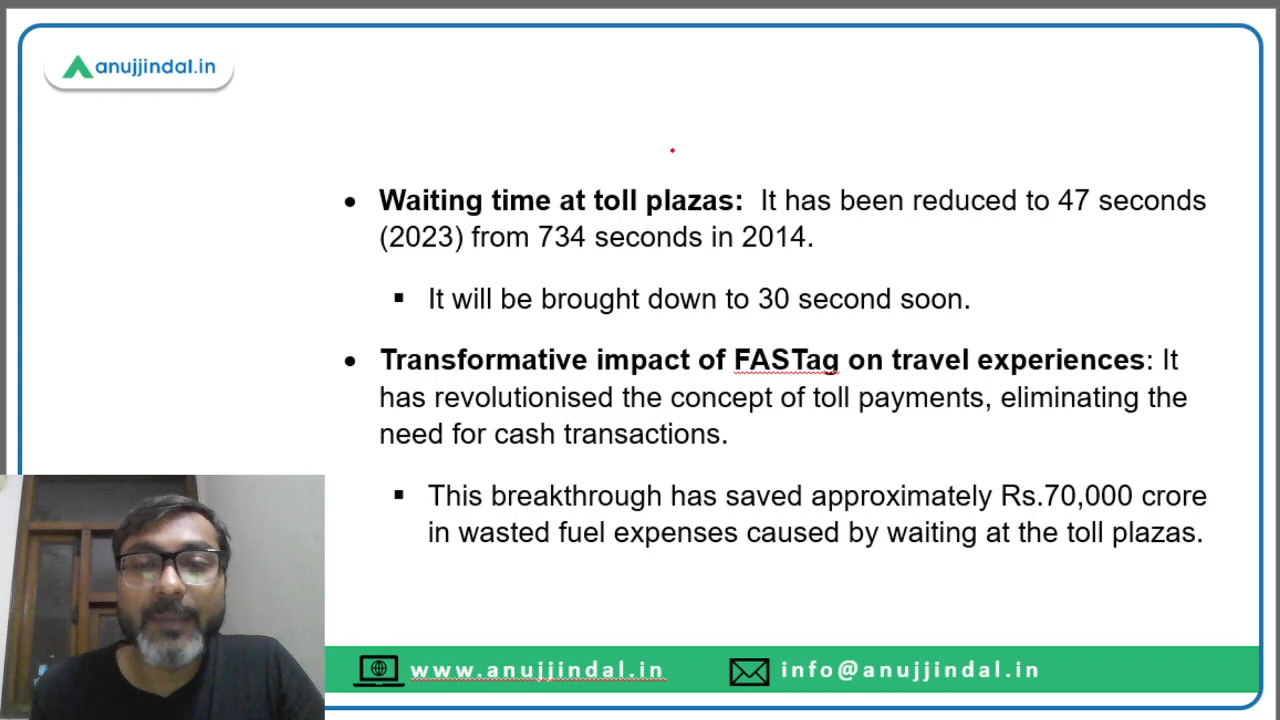 anujjindal.in
• Waiting time at toll plazas: It has been reduced to 47 seconds
(2023) from 734 seconds in 2014.
▪ It will be brought down to 30 second soon.
• Transformative impact of FASTag on travel experiences: It
has revolutionised the concept of toll payments, eliminating the
need for cash transactions.
▪ This breakthrough has saved approximately Rs.70,000 crore
in wasted fuel expenses caused by waiting at the toll plazas.
www.anujjindal.in
info@anujjindal.in